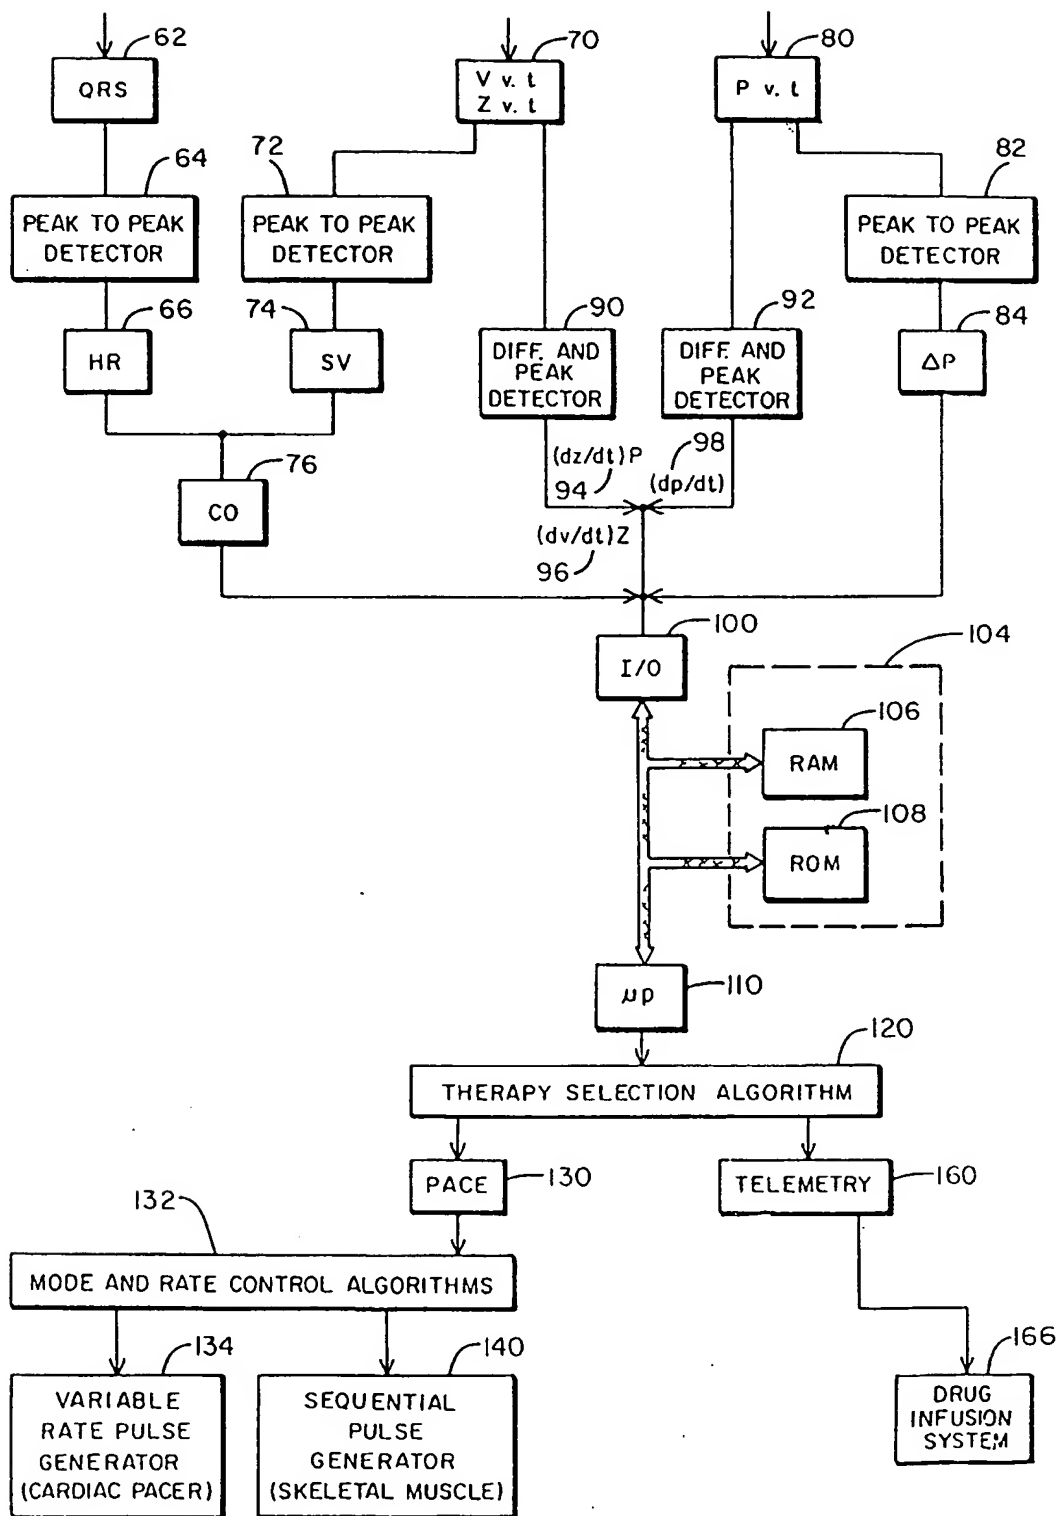 62
70
80
QRS
V v. t
Z v. t
P v. t
64
72
82
PEAK TO PEAK
DETECTOR
PEAK TO PEAK
DETECTOR
PEAK TO PEAK
DETECTOR
66
74
90
92
84
HR
SV
DIFF. AND
PEAK
DETECTOR
DIFF. AND
PEAK
DETECTOR
ΔP
76
CO
(dz/dt)P
94
98
(dp/dt)
(dv/dt)Z
96
100
I/O
104
106
RAM
108
ROM
μp
110
120
THERAPY SELECTION ALGORITHM
PACE
130
TELEMETRY
160
132
MODE AND RATE CONTROL ALGORITHMS
134
140
166
VARIABLE
RATE PULSE
GENERATOR
(CARDIAC PACER)
SEQUENTIAL
PULSE
GENERATOR
(SKELETAL MUSCLE)
DRUG
INFUSION
SYSTEM